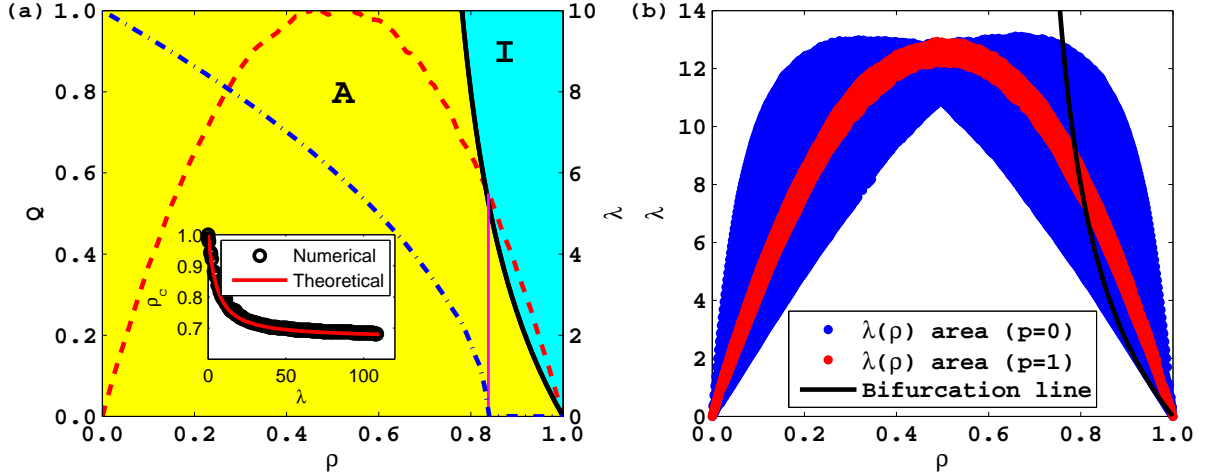 (a)
1.0
0.8
0.6
0.4
0.2
0.0
Q
0.0 0.2 0.4 0.6 0.8 1.0
ρ
10
8
6
4
2
0
λ
A
I
1.0
0.9
0.8
0.7
ρc
0 50 100
λ
Numerical
Theoretical
(b)
14
12
10
8
6
4
2
0
λ
0.0 0.2 0.4 0.6 0.8 1.0
ρ
λ(ρ) area (p=0)
λ(ρ) area (p=1)
Bifurcation line